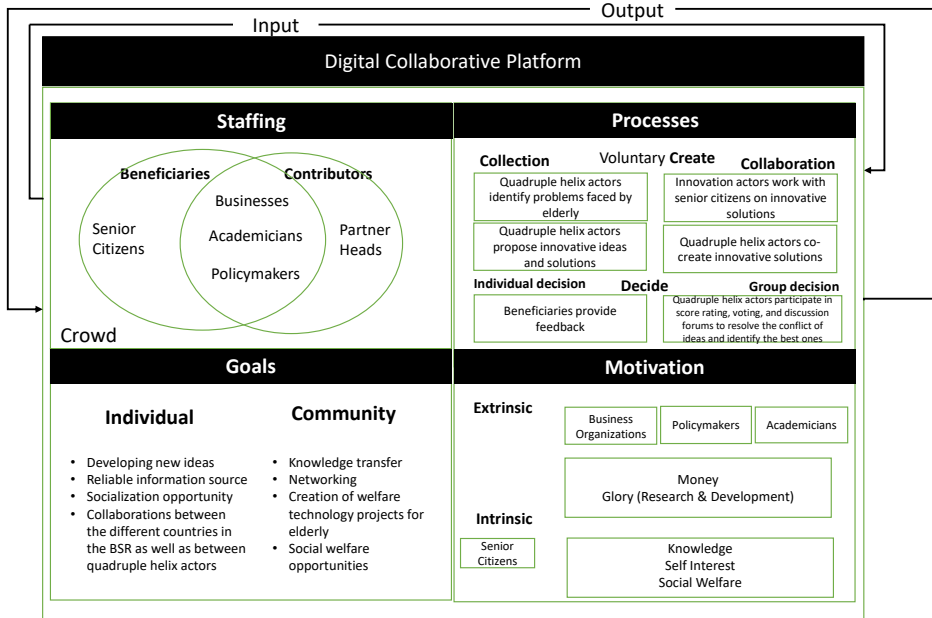 Output
Input
Digital Collaborative Platform
Staffing
Beneficiaries
Contributors
Businesses
Senior
Citizens
Academicians
Partner
Heads
Policymakers
Crowd
Processes
Collection
Voluntary Create
Collaboration
Quadruple helix actors
identify problems faced by
elderly
Innovation actors work with
senior citizens on innovative
solutions
Quadruple helix actors
propose innovative ideas
and solutions
Quadruple helix actors co-
create innovative solutions
Individual decision
Decide
Group decision
Beneficiaries provide
feedback
Quadruple helix actors participate in
score rating, voting, and discussion
forums to resolve the conflict of
ideas and identify the best ones
Goals
Individual
• Developing new ideas
• Reliable information source
• Socialization opportunity
• Collaborations between
the different countries in
the BSR as well as between
quadruple helix actors
Community
• Knowledge transfer
• Networking
• Creation of welfare
technology projects for
elderly
• Social welfare
opportunities
Motivation
Extrinsic
Business
Organizations
Policymakers
Academicians
Money
Glory (Research & Development)
Intrinsic
Senior
Citizens
Knowledge
Self Interest
Social Welfare